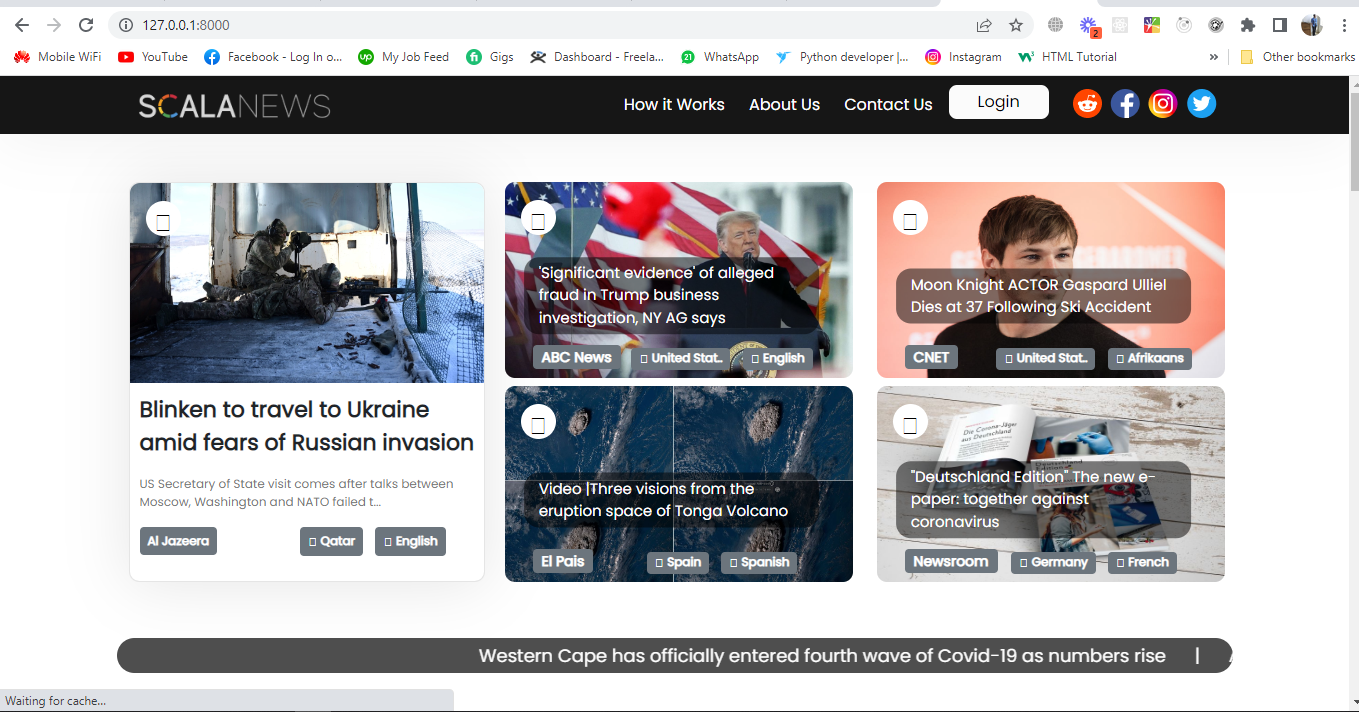 127.0.0.1:8000
2
Mobile WiFi
YouTube
Facebook - Log In o...
My Job Feed
Gigs
Dashboard - Freela...
WhatsApp
Python developer |...
Instagram
HTML Tutorial
»
Other bookmarks
SCALANEWS
How it Works
About Us
Contact Us
Login
Blinken to travel to Ukraine
amid fears of Russian invasion
US Secretary of State visit comes after talks between
Moscow, Washington and NATO failed t...
Al Jazeera
Qatar
English
'Significant evidence' of alleged
fraud in Trump business
investigation, NY AG says
ABC News
United Stat..
English
Moon Knight ACTOR Gaspard Ulliel
Dies at 37 Following Ski Accident
CNET
United Stat..
Afrikaans
Video |Three visions from the
eruption space of Tonga Volcano
El Pais
Spain
Spanish
Die Corona-Jäger
aus Deutschland
"Deutschland Edition" The new e-
paper: together against
coronavirus
Newsroom
Germany
French
Western Cape has officially entered fourth wave of Covid-19 as numbers rise |
Waiting for cache...